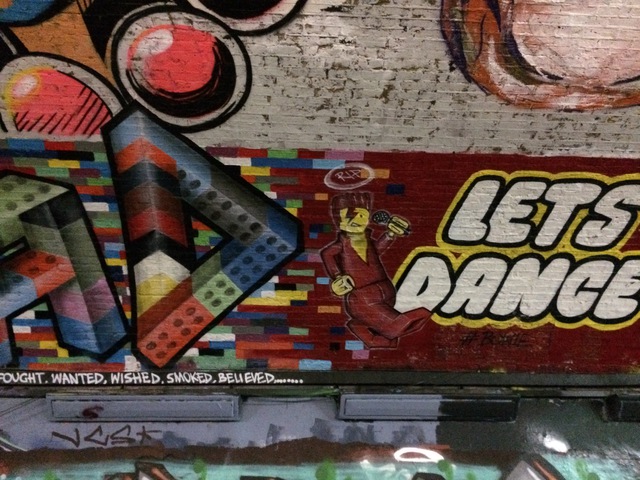 R.I.P
LETS
DANCE
FOUGHT. WANTED. WISHED. SMOKED. BELIEVED........